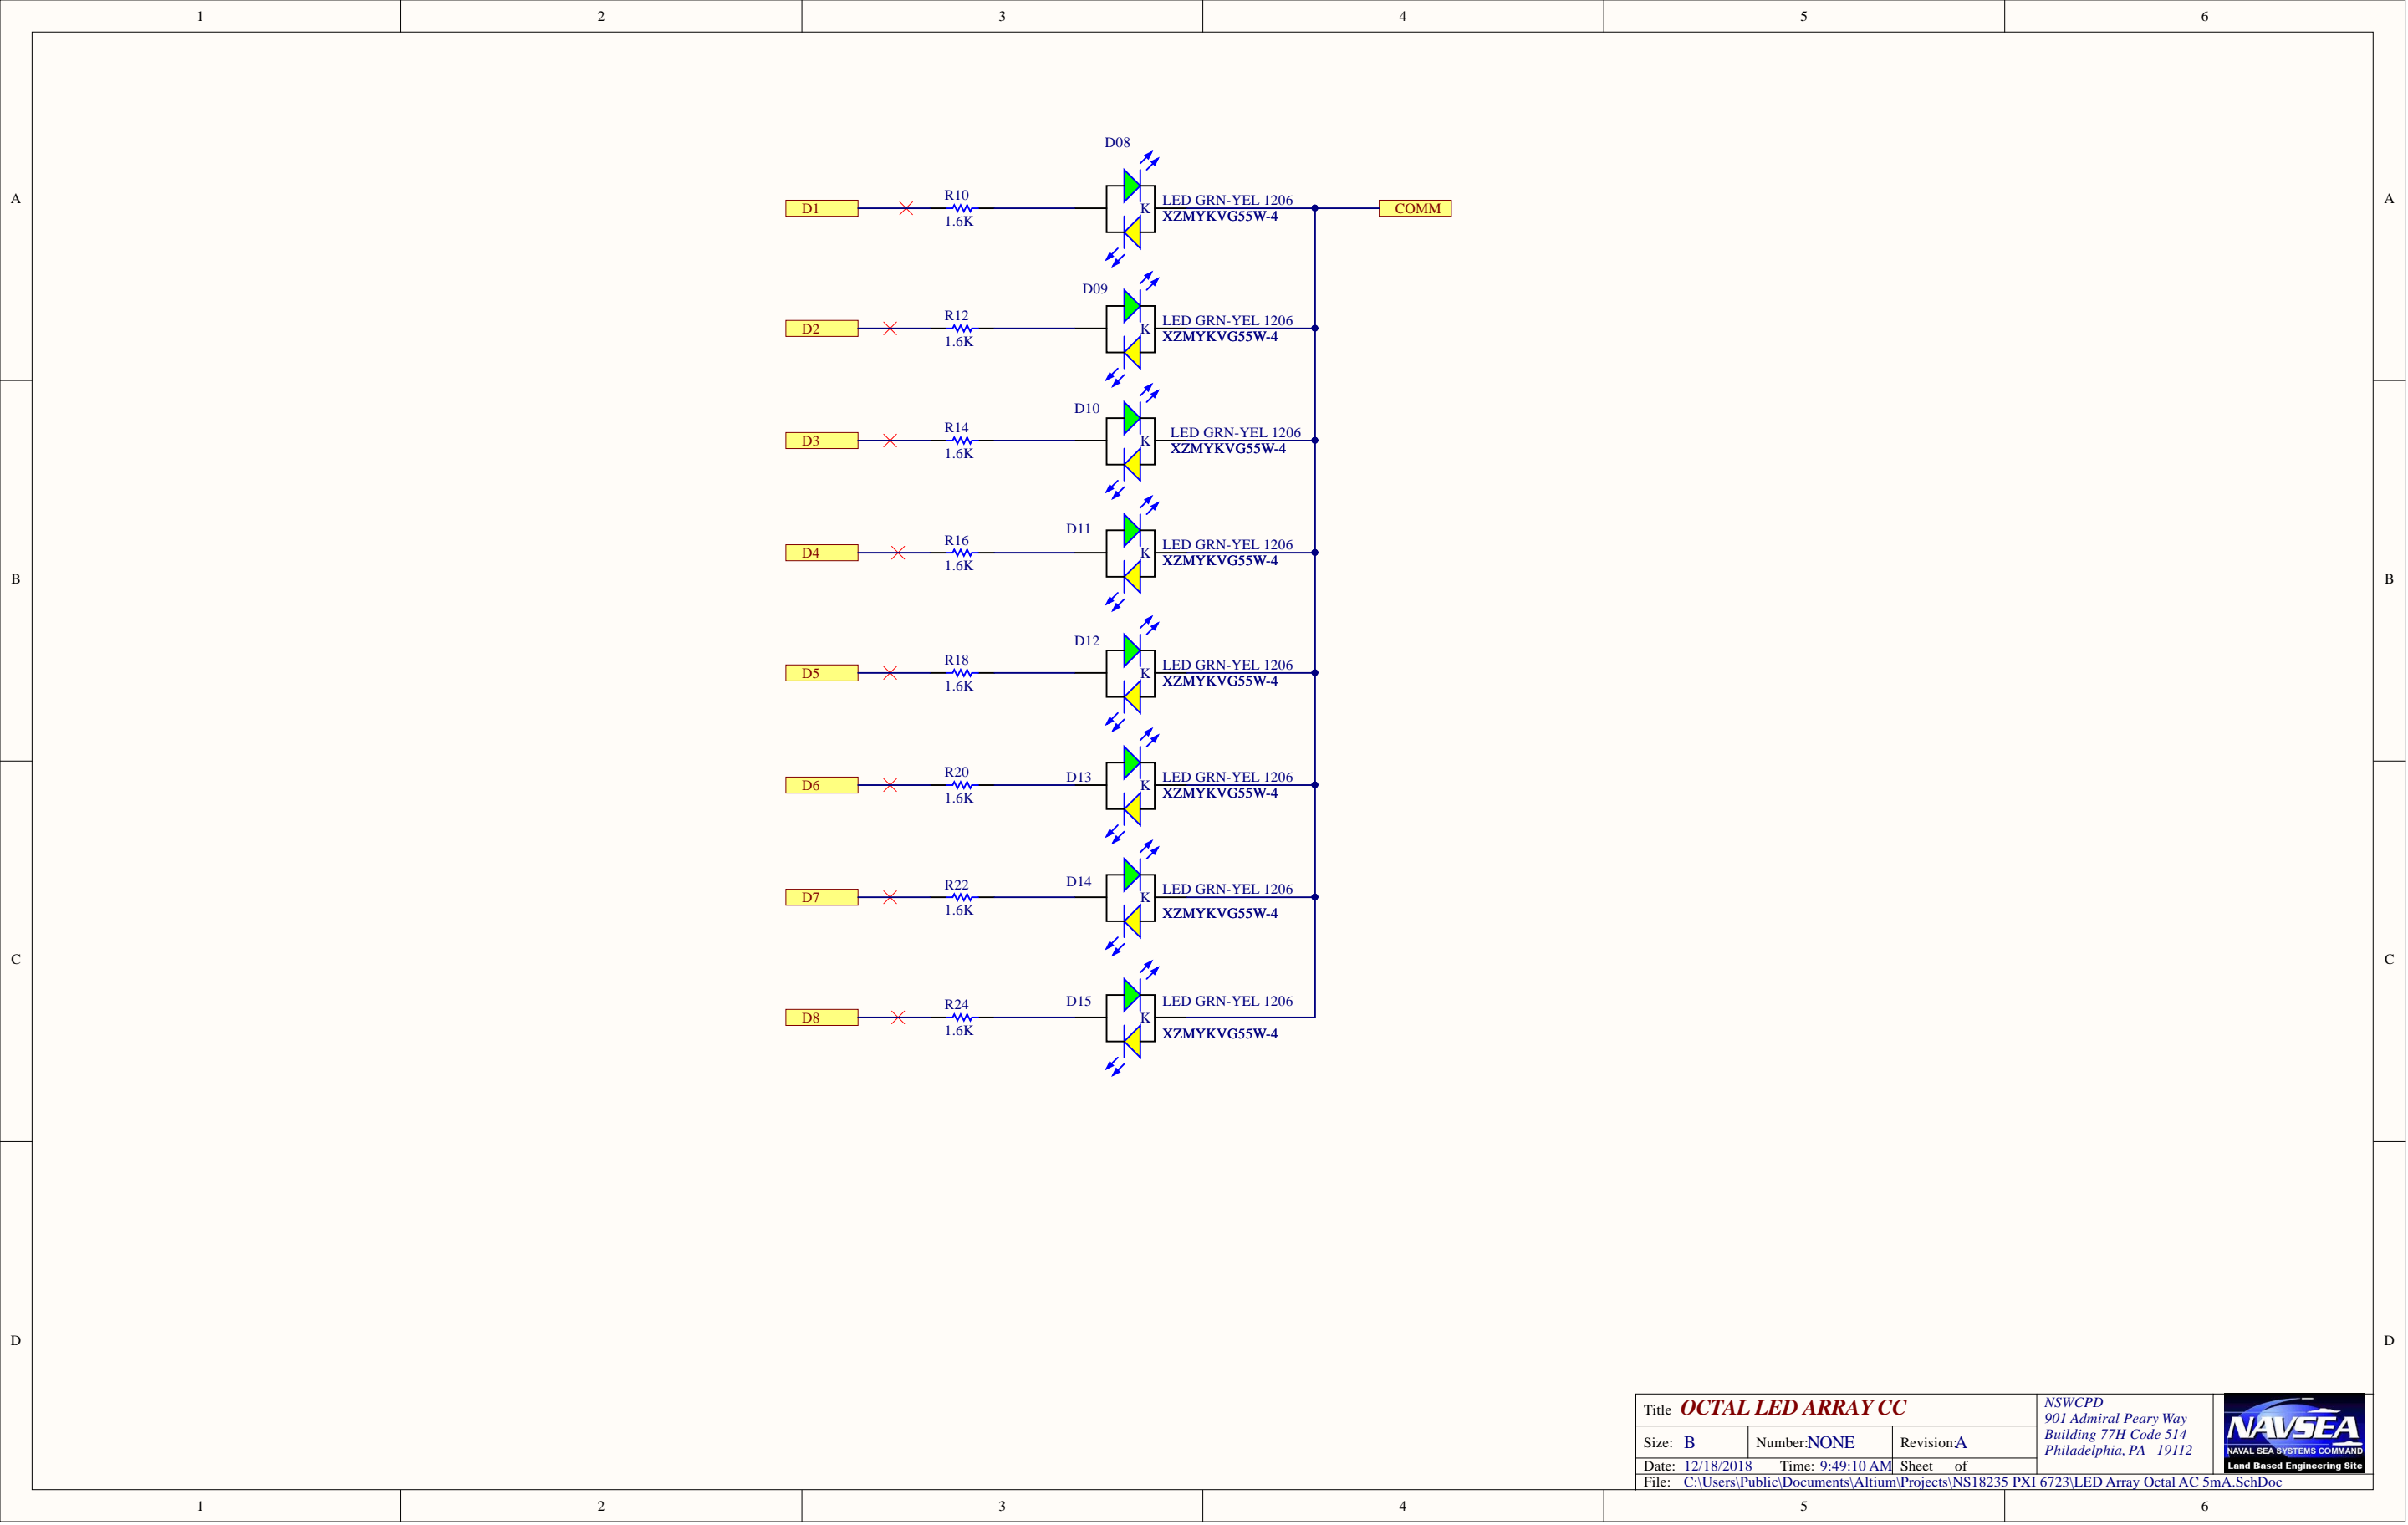 1 2 3 4 5 6
A A
B B
C C
D D
D08
D1 R10 1.6K K LED GRN-YEL 1206 COMM
XZMYKVG55W-4
D09
D2 R12 1.6K K LED GRN-YEL 1206
XZMYKVG55W-4
D10
D3 R14 1.6K K LED GRN-YEL 1206
XZMYKVG55W-4
D11
D4 R16 1.6K K LED GRN-YEL 1206
XZMYKVG55W-4
D12
D5 R18 1.6K K LED GRN-YEL 1206
XZMYKVG55W-4
D13
D6 R20 1.6K K LED GRN-YEL 1206
XZMYKVG55W-4
D14
D7 R22 1.6K K LED GRN-YEL 1206
XZMYKVG55W-4
D15
D8 R24 1.6K K LED GRN-YEL 1206
XZMYKVG55W-4
Title OCTAL LED ARRAY CC
Size: B Number:NONE Revision:A
Date: 12/18/2018 Time: 9:49:10 AM Sheet of
File: C:\Users\Public\Documents\Altium\Projects\NS18235 PXI 6723\LED Array Octal AC 5mA.SchDoc
NSWCPD
901 Admiral Peary Way
Building 77H Code 514
Philadelphia, PA 19112
NAVSEA
NAVAL SEA SYSTEMS COMMAND
Land Based Engineering Site
1 2 3 4 5 6